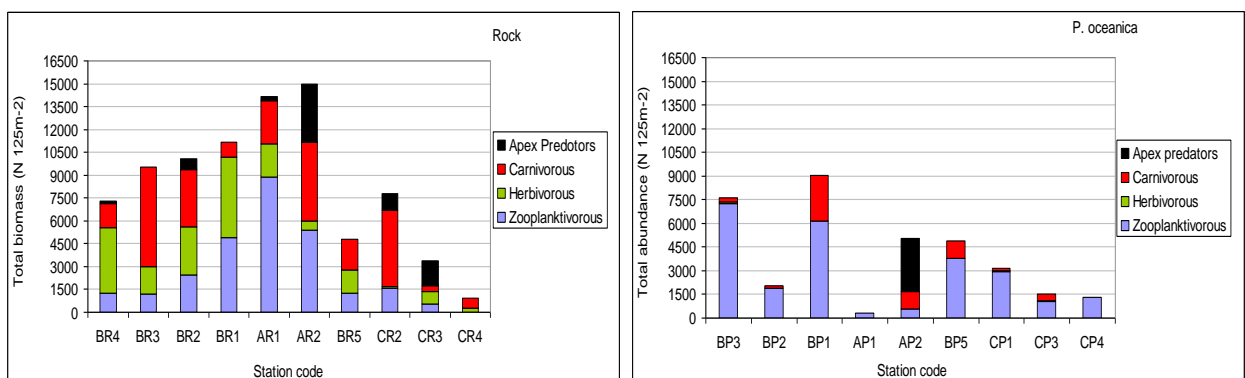 Rock
Total biomass (N 125m-2)
16500
15000
13500
12000
10500
9000
7500
6000
4500
3000
1500
0
BR4 BR3 BR2 BR1 AR1 AR2 BR5 CR2 CR3 CR4
Station code
Apex Predotors
Carnivorous
Herbivorous
Zooplanktivorous
P. oceanica
Total abundance (N 125m-2)
16500
15000
13500
12000
10500
9000
7500
6000
4500
3000
1500
0
BP3 BP2 BP1 AP1 AP2 BP5 CP1 CP3 CP4
Station code
Apex predators
Carnivorous
Herbivorous
Zooplanktivorous